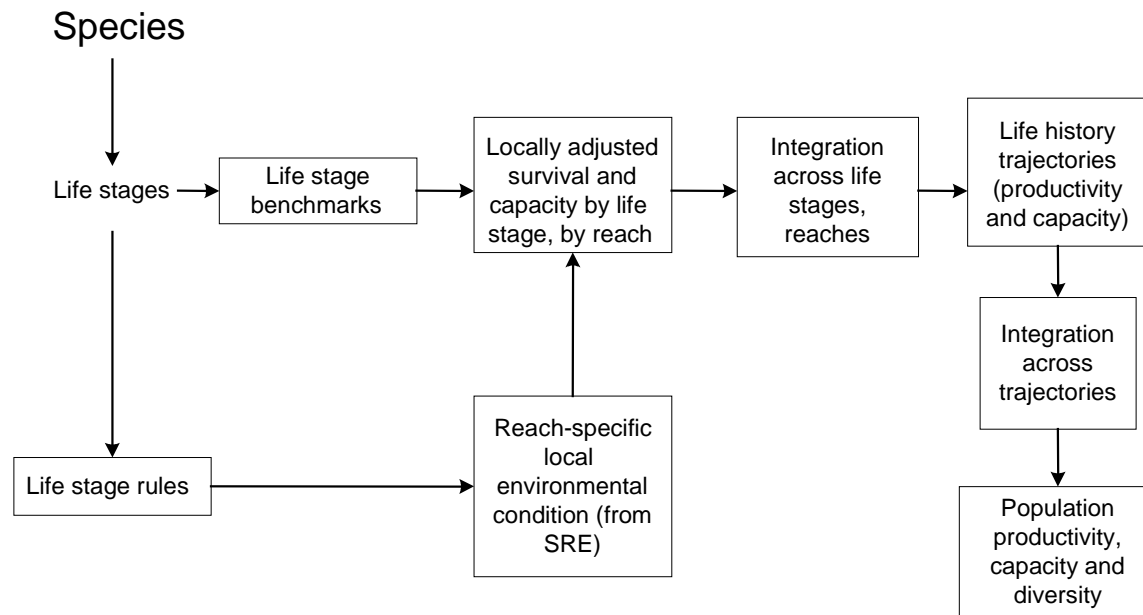 Species
Life stages
Life stage
benchmarks
Locally adjusted
survival and
capacity by life
stage, by reach
Integration
across life
stages,
reaches
Life history
trajectories
(productivity
and capacity)
Integration
across
trajectories
Life stage rules
Reach-specific
local
environmental
condition (from
SRE)
Population
productivity,
capacity and
diversity